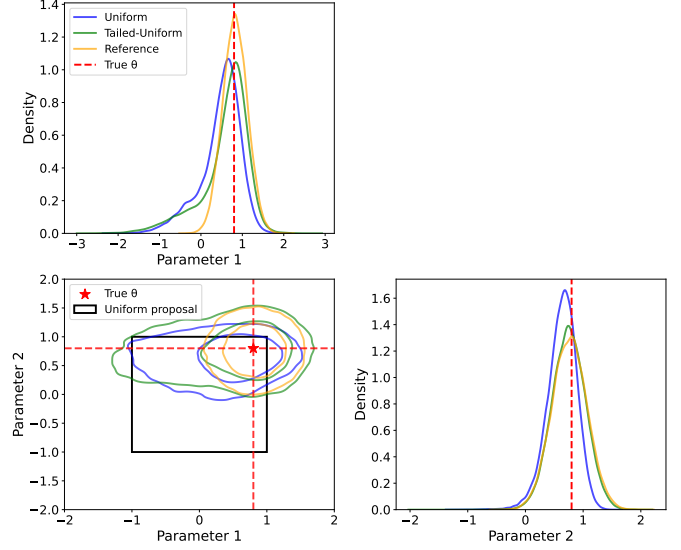 Uniform
Tailed-Uniform
Reference
True θ
Density
1.4
1.2
1.0
0.8
0.6
0.4
0.2
0.0
−3 −2 −1 0 1 2 3
Parameter 1
True θ
Uniform proposal
Parameter 2
2.0
1.5
1.0
0.5
0.0
−0.5
−1.0
−1.5
−2.0
−2 −1 0 1 2
Parameter 1
Density
1.6
1.4
1.2
1.0
0.8
0.6
0.4
0.2
0.0
−2 −1 0 1 2
Parameter 2